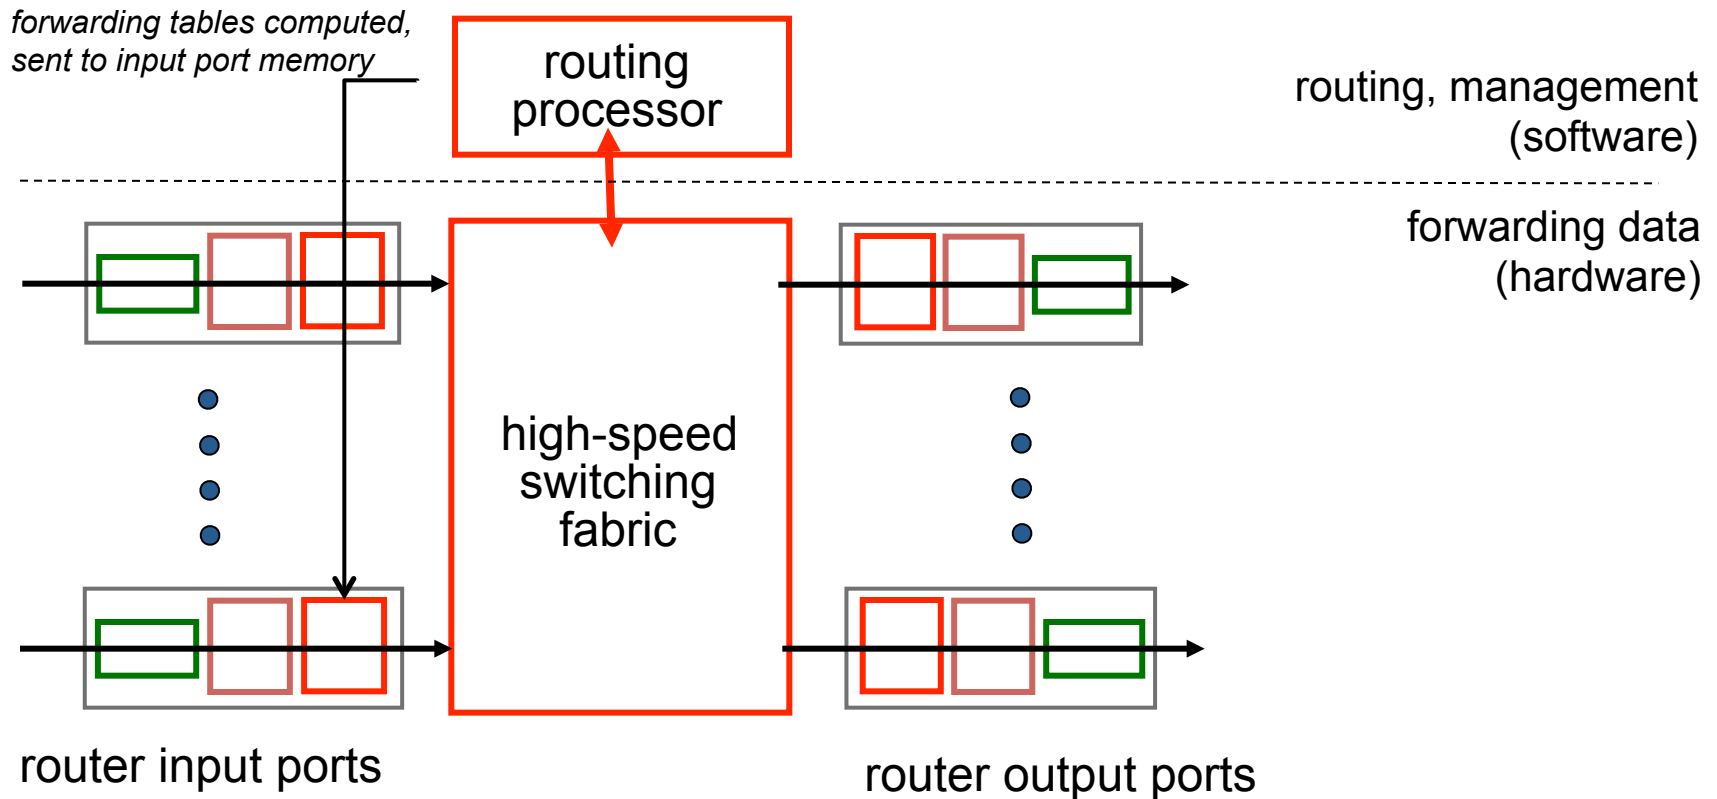 forwarding tables computed,
sent to input port memory
routing
processor
routing, management
(software)
forwarding data
(hardware)
high-speed
switching
fabric
router input ports
router output ports